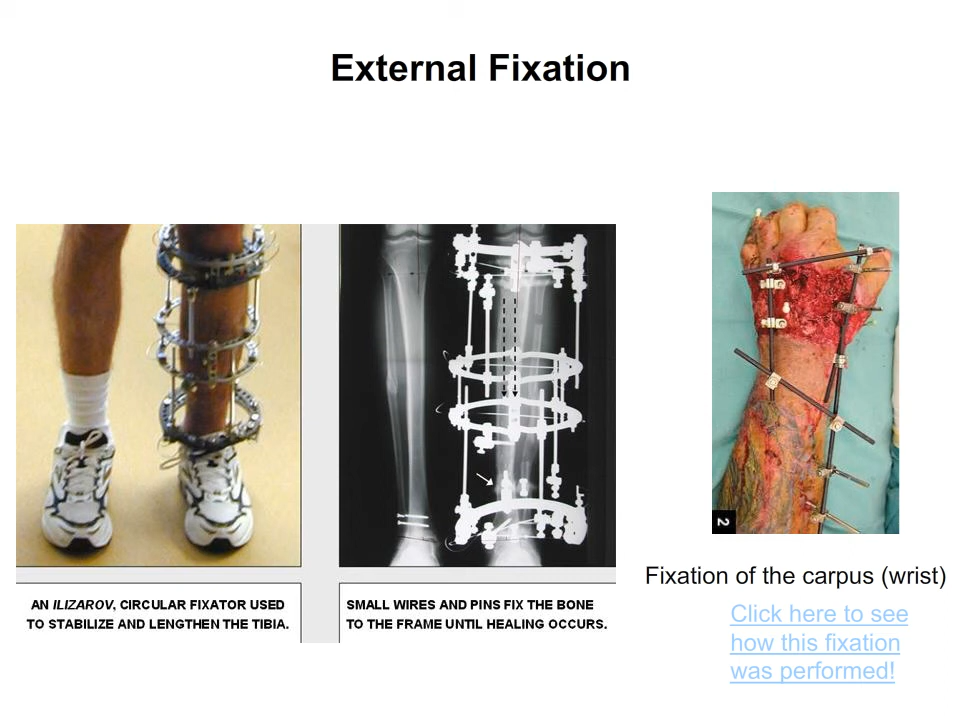 External Fixation
2
AN ILIZAROV, CIRCULAR FIXATOR USED
TO STABILIZE AND LENGTHEN THE TIBIA.
SMALL WIRES AND PINS FIX THE BONE
TO THE FRAME UNTIL HEALING OCCURS.
Fixation of the carpus (wrist)
Click here to see
how this fixation
was performed!